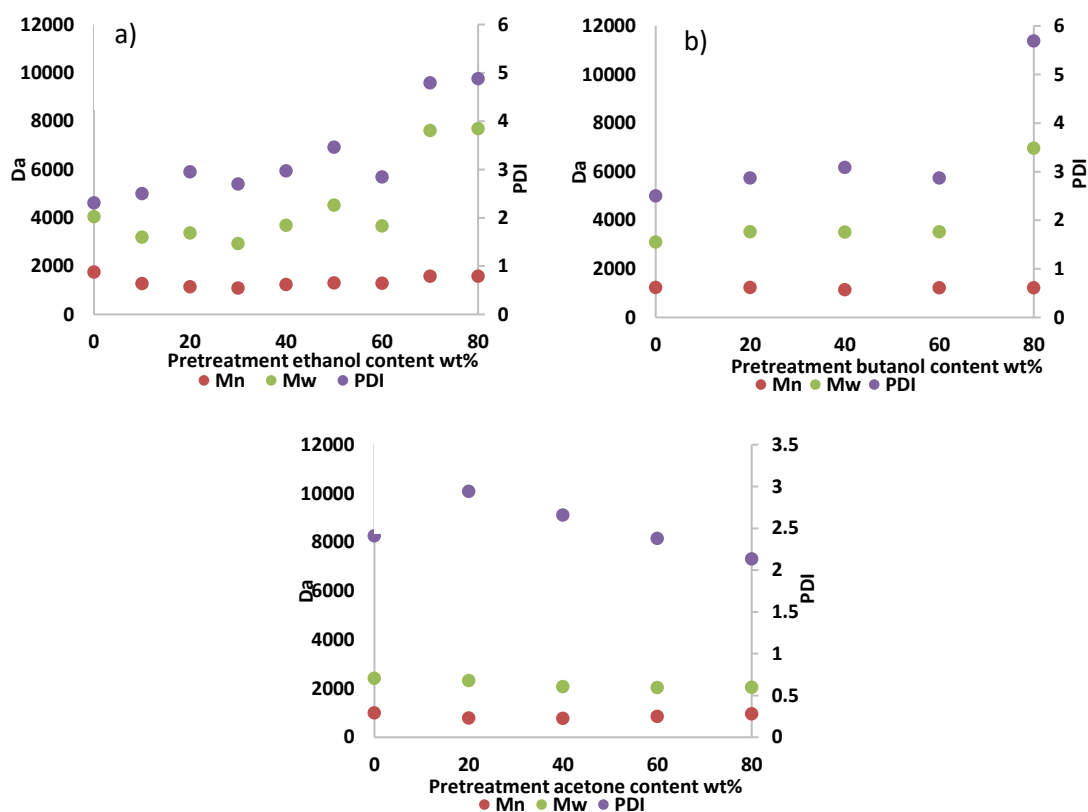 a)
12000
10000
8000
6000
4000
2000
0
Da
6
5
4
3
2
1
0
PDI
0 20 40 60 80
Pretreatment ethanol content wt%
Mn Mw PDI
b)
12000
10000
8000
6000
4000
2000
0
Da
6
5
4
3
2
1
0
PDI
0 20 40 60 80
Pretreatment butanol content wt%
Mn Mw PDI
12000
10000
8000
6000
4000
2000
0
Da
3.5
3
2.5
2
1.5
1
0.5
0
PDI
0 20 40 60 80
Pretreatment acetone content wt%
Mn Mw PDI